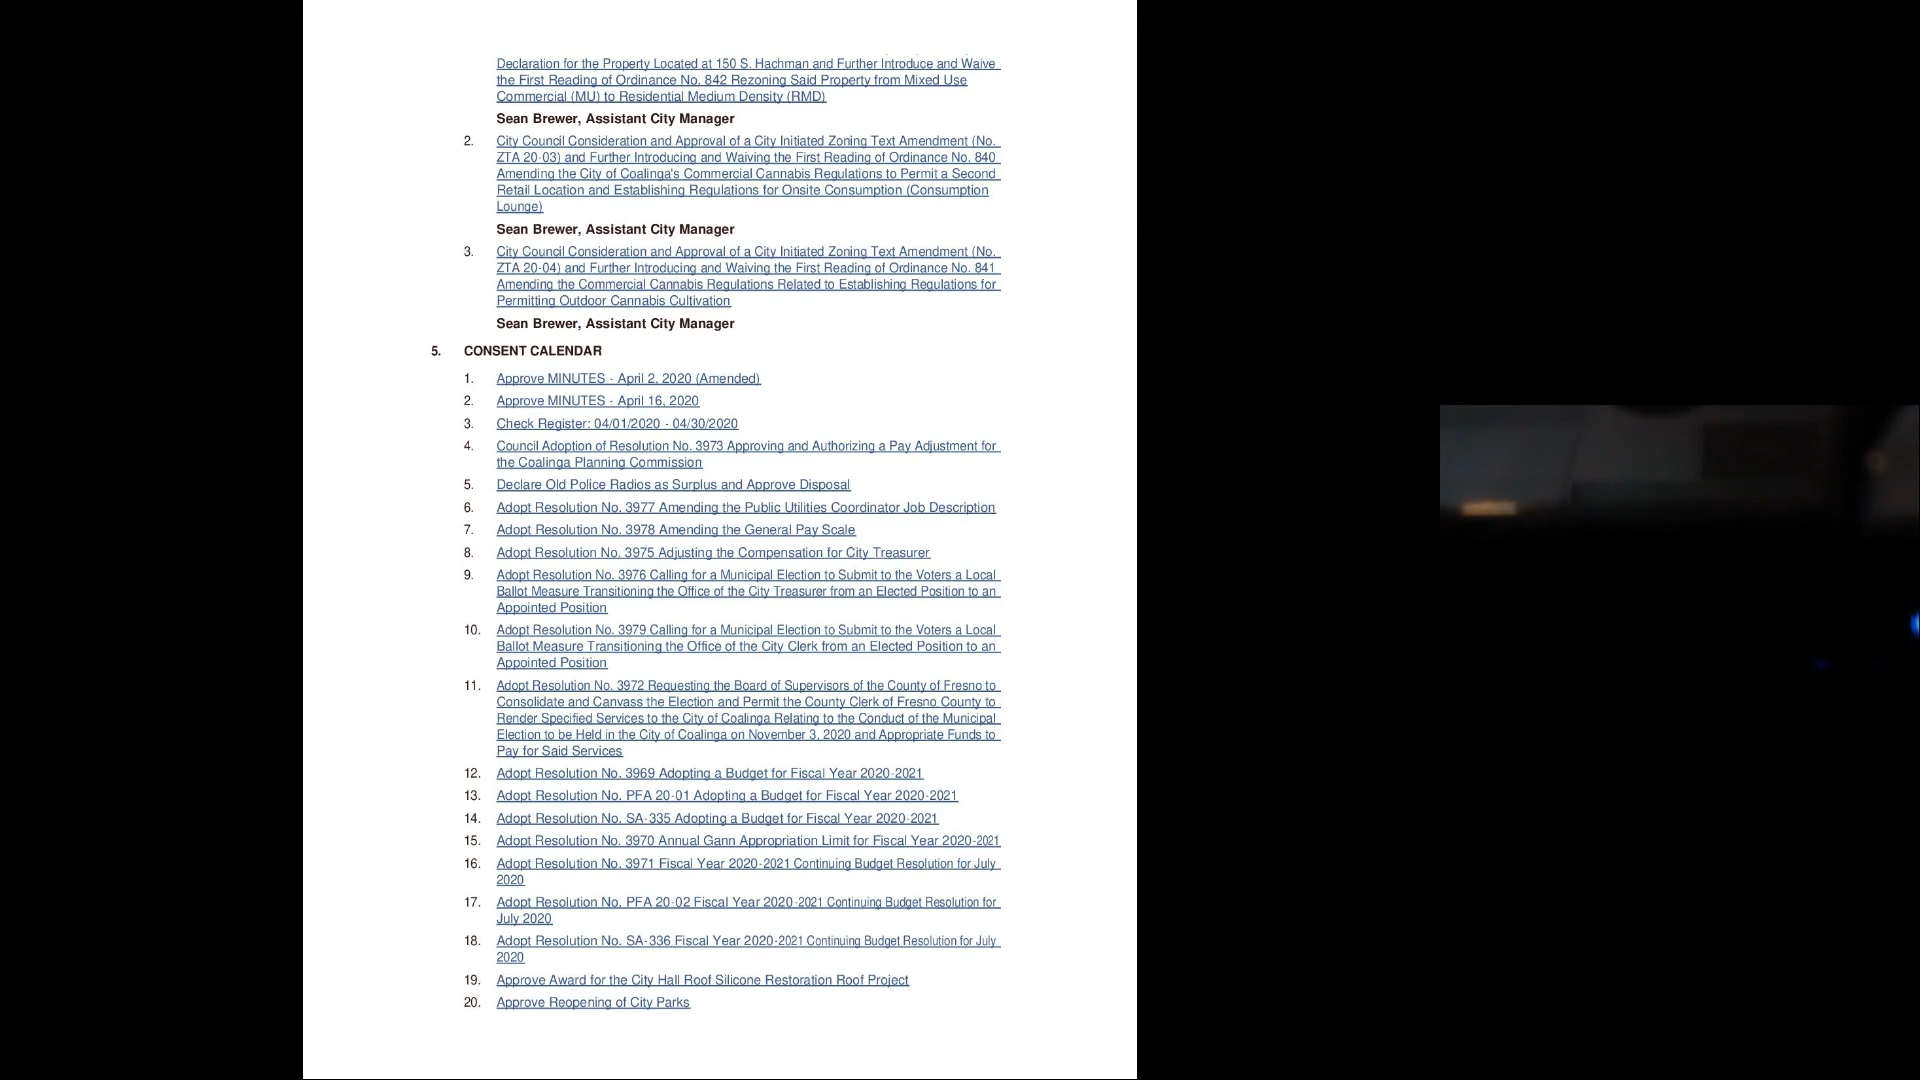 Declaration for the Property Located at 150 S. Hachman and Further Introduce and Waive
the First Reading of Ordinance No. 842 Rezoning Said Property from Mixed Use
Commercial (MU) to Residential Medium Density (RMD)
Sean Brewer, Assistant City Manager
2. City Council Consideration and Approval of a City Initiated Zoning Text Amendment (No.
ZTA 20-03) and Further Introducing and Waiving the First Reading of Ordinance No. 840
Amending the City of Coalinga's Commercial Cannabis Regulations to Permit a Second
Retail Location and Establishing Regulations for Onsite Consumption (Consumption
Lounge)
Sean Brewer, Assistant City Manager
3. City Council Consideration and Approval of a City Initiated Zoning Text Amendment (No.
ZTA 20-04) and Further Introducing and Waiving the First Reading of Ordinance No. 841
Amending the Commercial Cannabis Regulations Related to Establishing Regulations for
Permitting Outdoor Cannabis Cultivation
Sean Brewer, Assistant City Manager
5. CONSENT CALENDAR
1. Approve MINUTES - April 2, 2020 (Amended)
2. Approve MINUTES - April 16, 2020
3. Check Register: 04/01/2020 - 04/30/2020
4. Council Adoption of Resolution No. 3973 Approving and Authorizing a Pay Adjustment for
the Coalinga Planning Commission
5. Declare Old Police Radios as Surplus and Approve Disposal
6. Adopt Resolution No. 3977 Amending the Public Utilities Coordinator Job Description
7. Adopt Resolution No. 3978 Amending the General Pay Scale
8. Adopt Resolution No. 3975 Adjusting the Compensation for City Treasurer
9. Adopt Resolution No. 3976 Calling for a Municipal Election to Submit to the Voters a Local
Ballot Measure Transitioning the Office of the City Treasurer from an Elected Position to an
Appointed Position
10. Adopt Resolution No. 3979 Calling for a Municipal Election to Submit to the Voters a Local
Ballot Measure Transitioning the Office of the City Clerk from an Elected Position to an
Appointed Position
11. Adopt Resolution No. 3972 Requesting the Board of Supervisors of the County of Fresno to
Consolidate and Canvass the Election and Permit the County Clerk of Fresno County to
Render Specified Services to the City of Coalinga Relating to the Conduct of the Municipal
Election to be Held in the City of Coalinga on November 3, 2020 and Appropriate Funds to
Pay for Said Services
12. Adopt Resolution No. 3969 Adopting a Budget for Fiscal Year 2020-2021
13. Adopt Resolution No. PFA 20-01 Adopting a Budget for Fiscal Year 2020-2021
14. Adopt Resolution No. SA-335 Adopting a Budget for Fiscal Year 2020-2021
15. Adopt Resolution No. 3970 Annual Gann Appropriation Limit for Fiscal Year 2020-2021
16. Adopt Resolution No. 3971 Fiscal Year 2020-2021 Continuing Budget Resolution for July
2020
17. Adopt Resolution No. PFA 20-02 Fiscal Year 2020-2021 Continuing Budget Resolution for
July 2020
18. Adopt Resolution No. SA-336 Fiscal Year 2020-2021 Continuing Budget Resolution for July
2020
19. Approve Award for the City Hall Roof Silicone Restoration Roof Project
20. Approve Reopening of City Parks